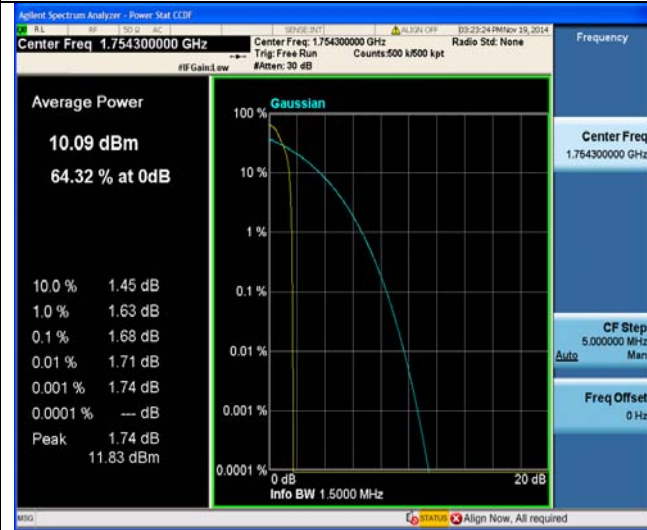 Agilent Spectrum Analyzer - Power Stat CCDF
RL RF 50 Ω AC SENSE:INT ALIGN OFF 03:23:24 PM Nov 19, 2014
Center Freq 1.754300000 GHz
Center Freq: 1.754300000 GHz Radio Std: None
Trig: Free Run Counts:500 k/500 kpt
#IFGain:Low #Atten: 30 dB
Frequency
Average Power
10.09 dBm
64.32 % at 0dB
10.0 % 1.45 dB
1.0 % 1.63 dB
0.1 % 1.68 dB
0.01 % 1.71 dB
0.001 % 1.74 dB
0.0001 % --- dB
Peak 1.74 dB
11.83 dBm
Gaussian
100 %
10 %
1 %
0.1 %
0.01 %
0.001 %
0.0001 %
0 dB 20 dB
Info BW 1.5000 MHz
Center Freq
1.754300000 GHz
CF Step
5.000000 MHz
Auto Man
Freq Offset
0 Hz
MSG STATUS Align Now, All required